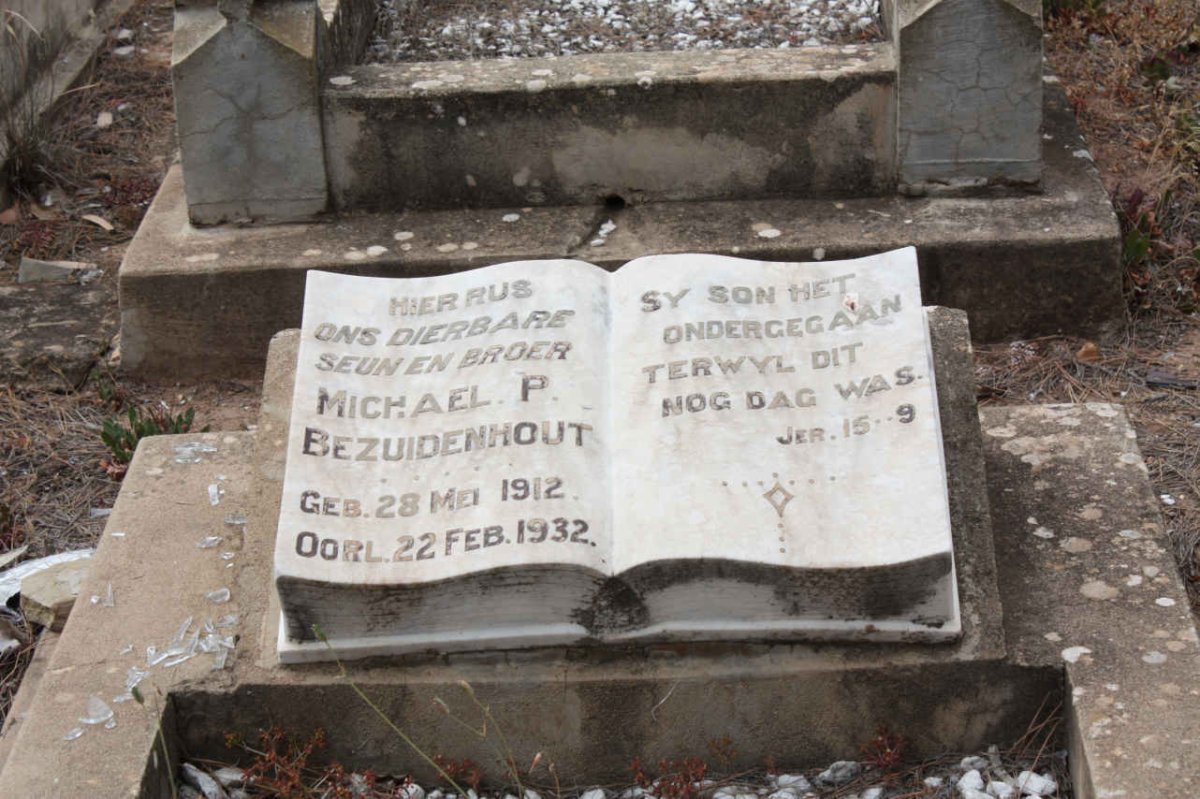 HIER RUS
ONS DIERBARE
SEUN EN BROER
MICHAEL. P.
BEZUIDENHOUT
GEB. 28 MEI 1912.
OORL. 22 FEB. 1932.
SY SON HET
ONDERGEGAAN
TERWYL DIT
NOG DAG WAS.
JER. 15..9